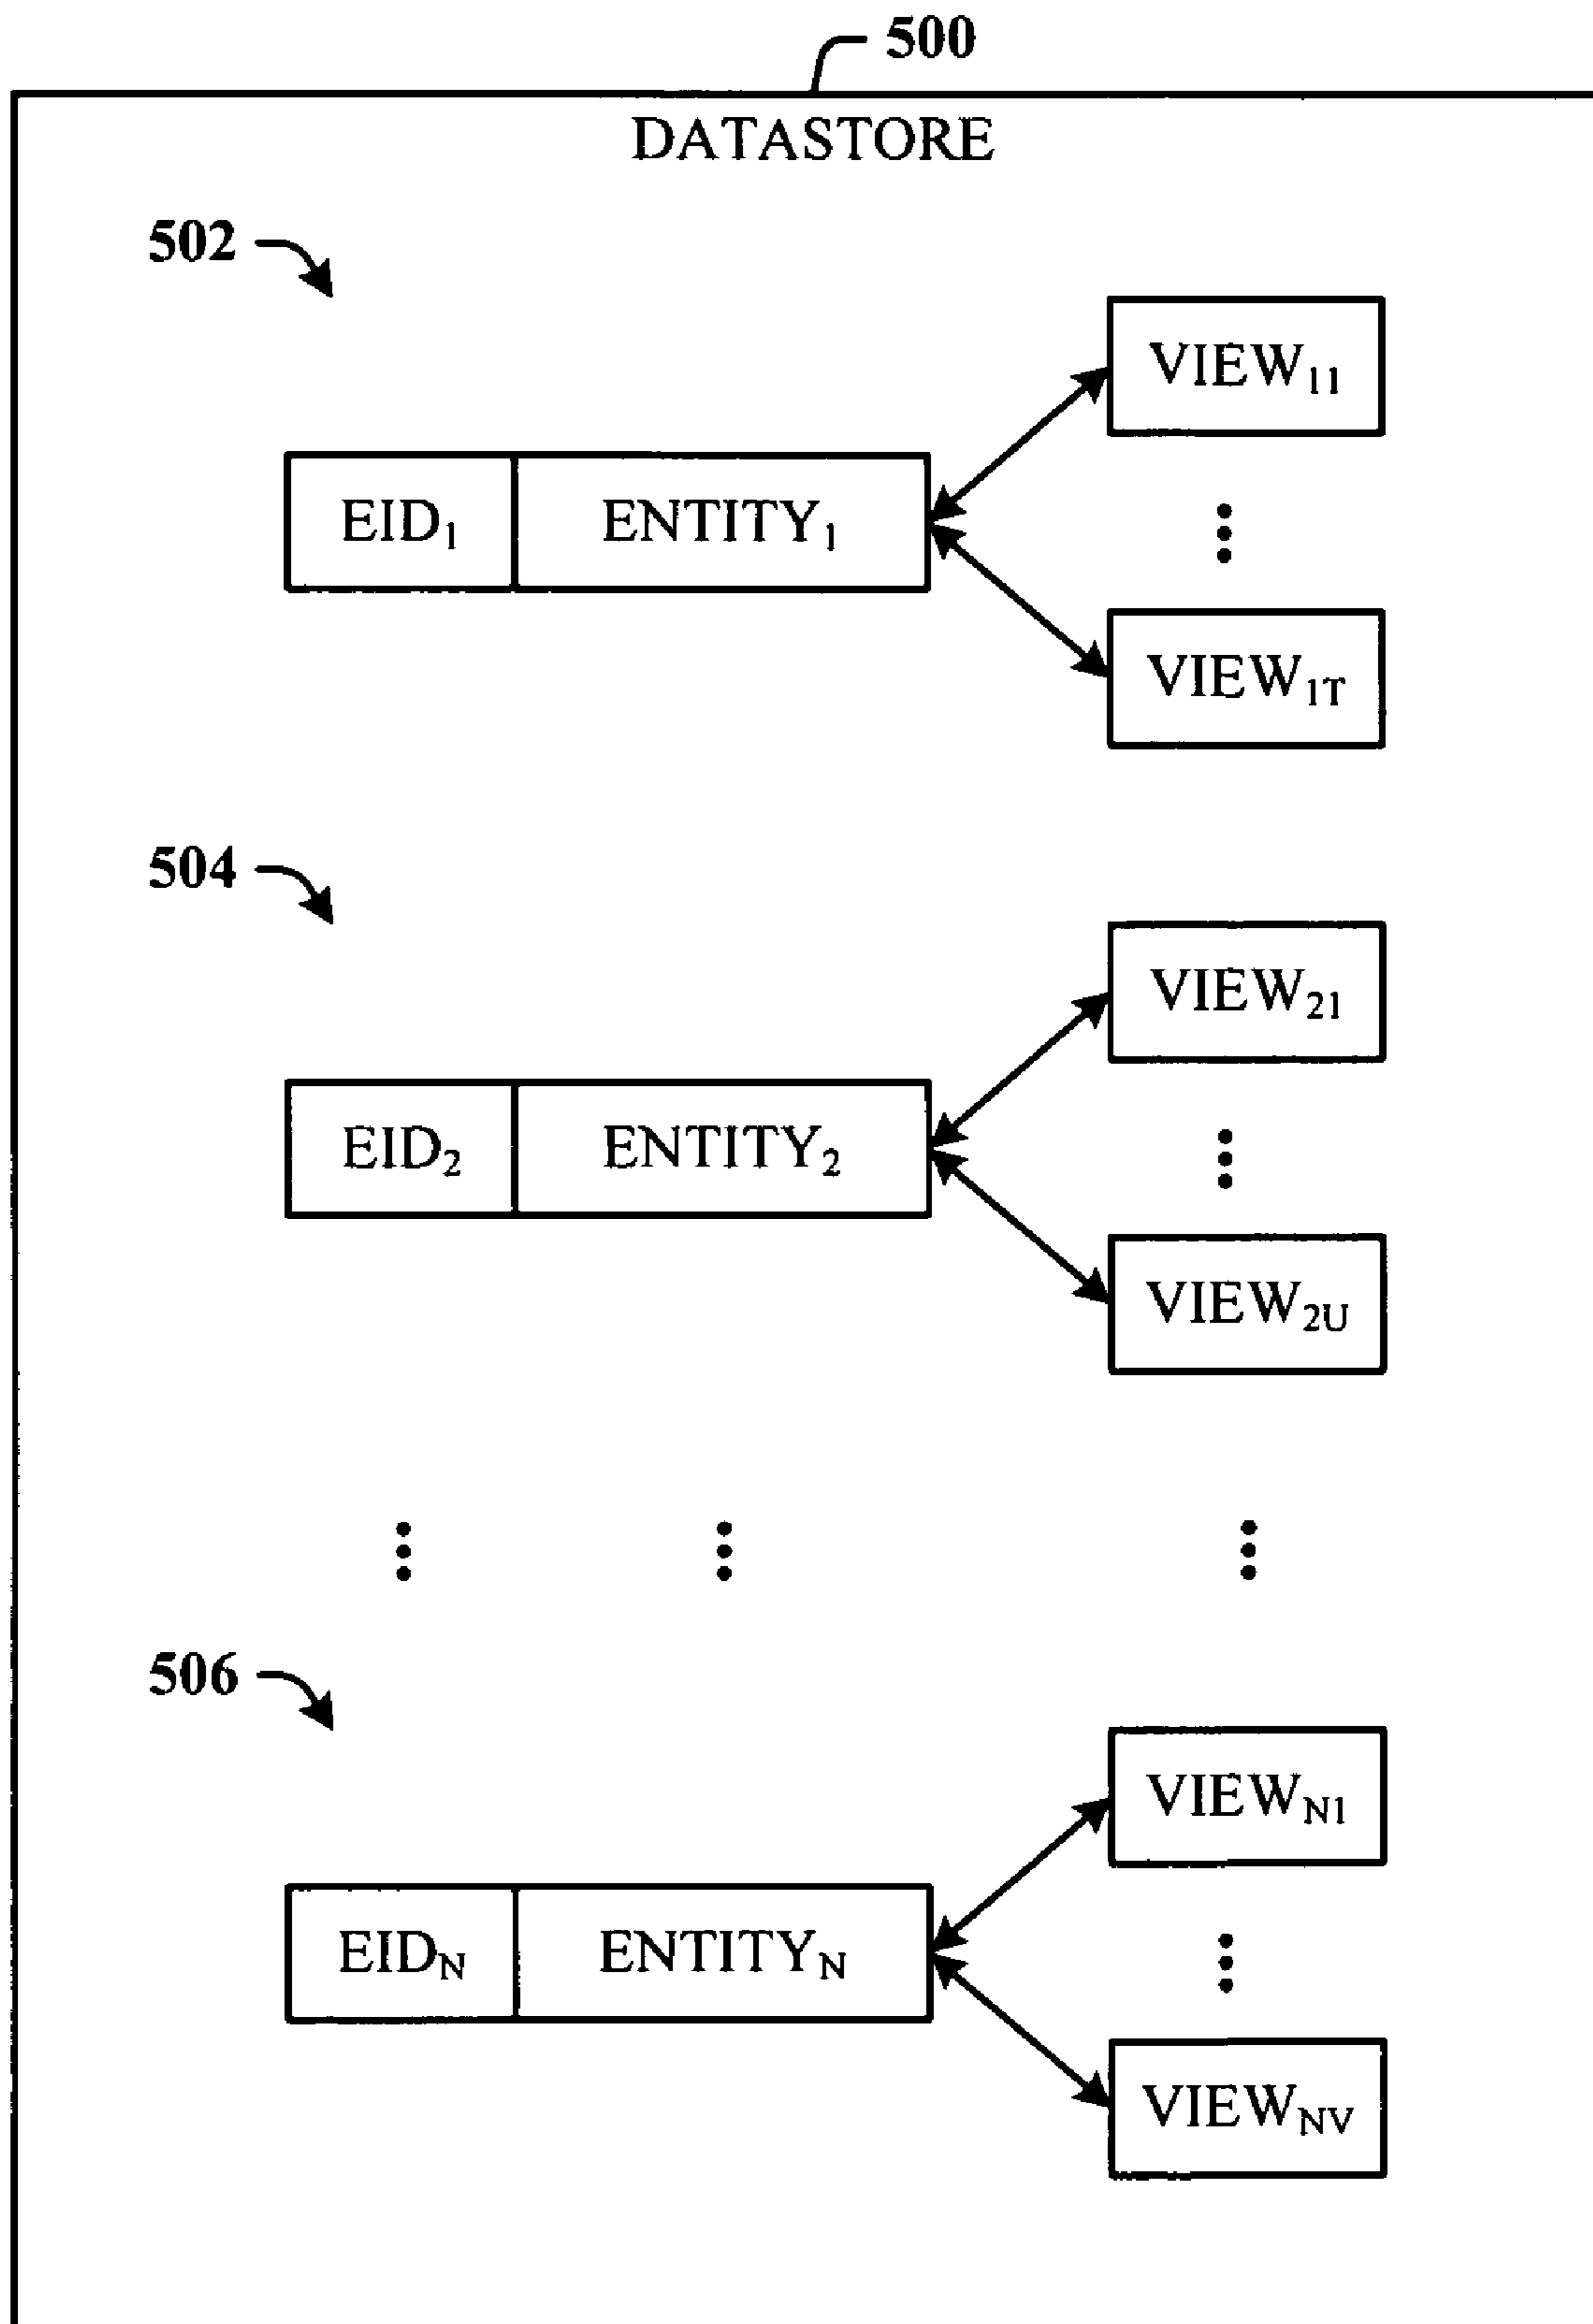 500
DATASTORE
502
VIEW₁₁
EID₁ ENTITY₁
VIEW₁T
504
VIEW₂₁
EID₂ ENTITY₂
VIEW₂U
506
VIEWN₁
EIDN ENTITYN
VIEWNV